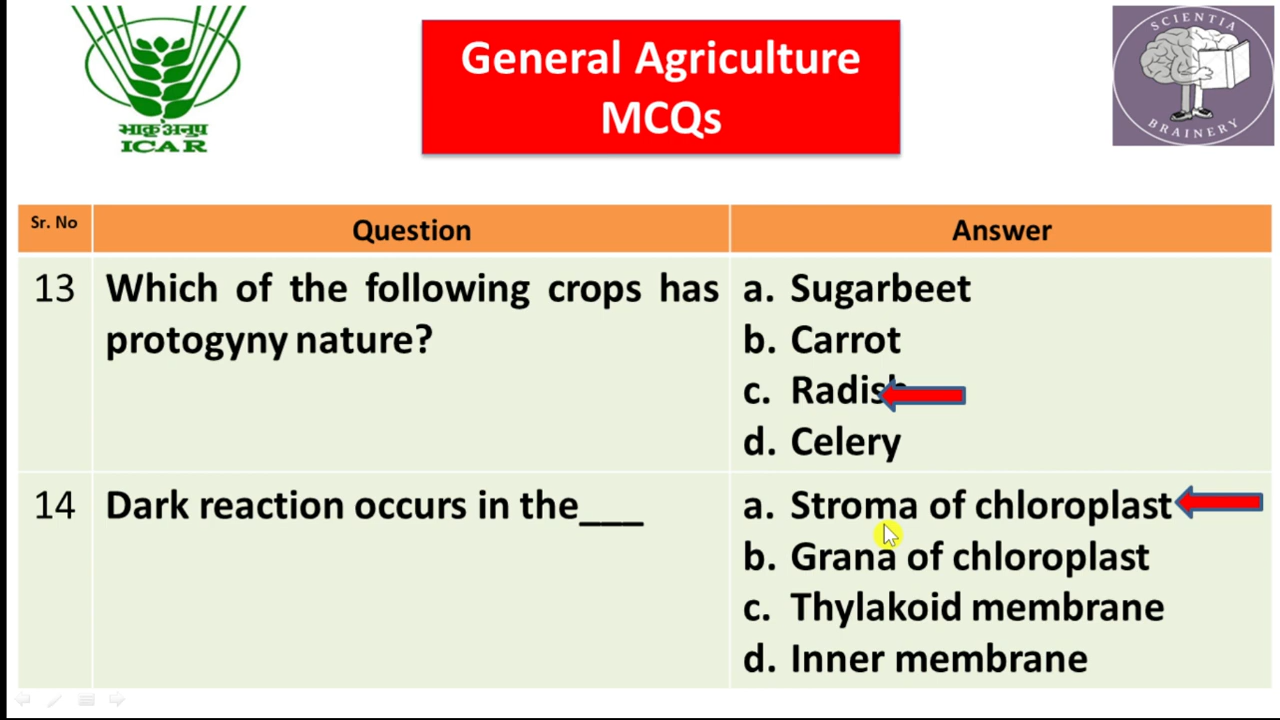 General Agriculture
MCQs
भाकृअनुप
ICAR
SCIENTIA
BRAINERY
Sr. No Question Answer
13 Which of the following crops has a. Sugarbeet
protogyny nature? b. Carrot
c. Radish
d. Celery
14 Dark reaction occurs in the___ a. Stroma of chloroplast
b. Grana of chloroplast
c. Thylakoid membrane
d. Inner membrane